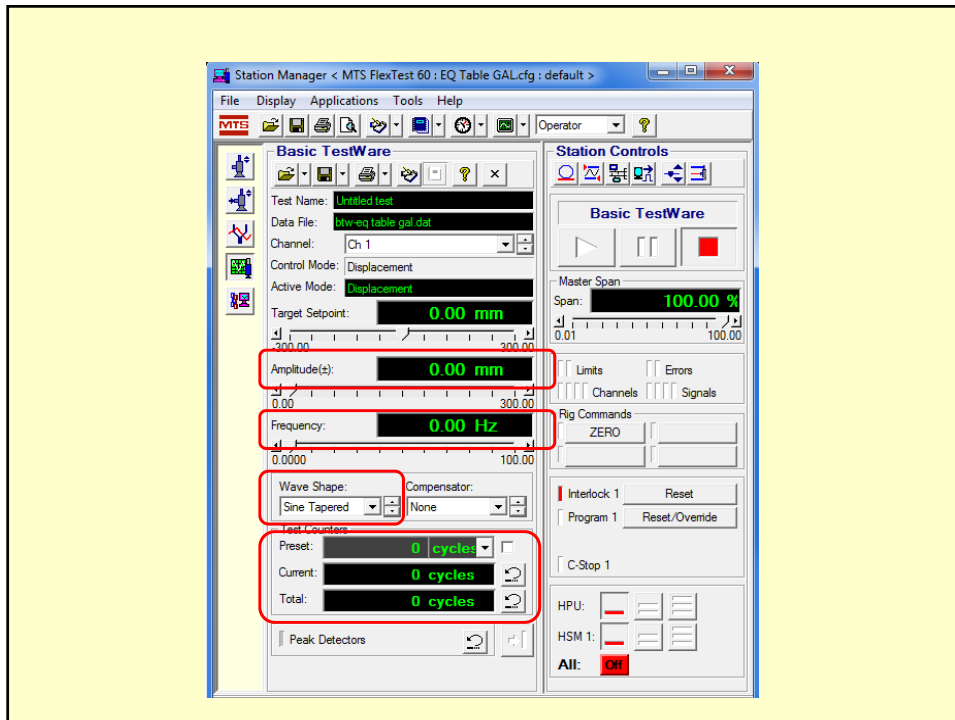 Station Manager < MTS FlexTest 60 : EQ Table GAL.cfg : default >
File Display Applications Tools Help
MTS Operator
Basic TestWare
Test Name: Untitled test
Data File: btw-eq table gal.dat
Channel: Ch 1
Control Mode: Displacement
Active Mode: Displacement
Target Setpoint: 0.00 mm
-300.00 300.00
Amplitude(±): 0.00 mm
0.00 300.00
Frequency: 0.00 Hz
0.0000 100.00
Wave Shape: Compensator:
Sine Tapered None
Test Counters
Preset: 0 cycles
Current: 0 cycles
Total: 0 cycles
Peak Detectors
Station Controls
Basic TestWare
Master Span
Span: 100.00 %
0.01 100.00
Limits Errors
Channels Signals
Rig Commands
ZERO
Interlock 1 Reset
Program 1 Reset/Override
C-Stop 1
HPU:
HSM 1:
All: Off